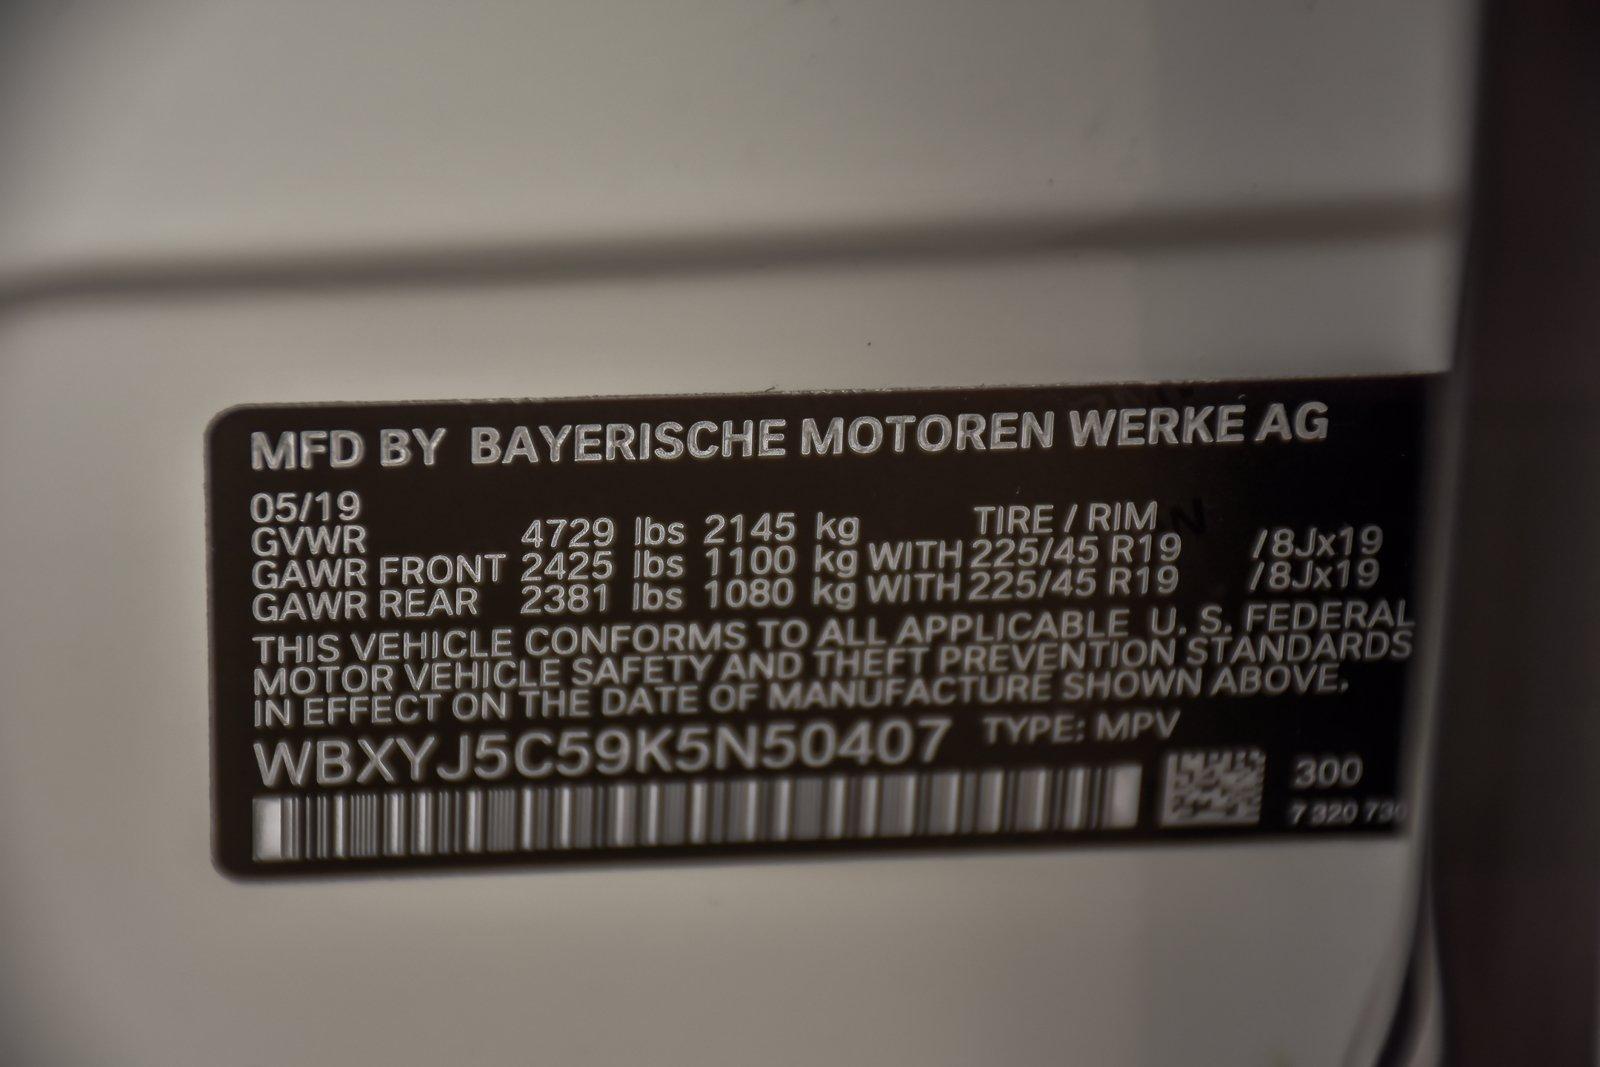 MFD BY BAYERISCHE MOTOREN WERKE AG
05/19 TIRE / RIM
GVWR 4729 lbs 2145 kg
GAWR FRONT 2425 lbs 1100 kg WITH 225/45 R19 /8Jx19
GAWR REAR 2381 lbs 1080 kg WITH 225/45 R19 /8Jx19
THIS VEHICLE CONFORMS TO ALL APPLICABLE U. S. FEDERAL
MOTOR VEHICLE SAFETY AND THEFT PREVENTION STANDARDS
IN EFFECT ON THE DATE OF MANUFACTURE SHOWN ABOVE.
WBXYJ5C59K5N50407 TYPE: MPV
300
7 320 730